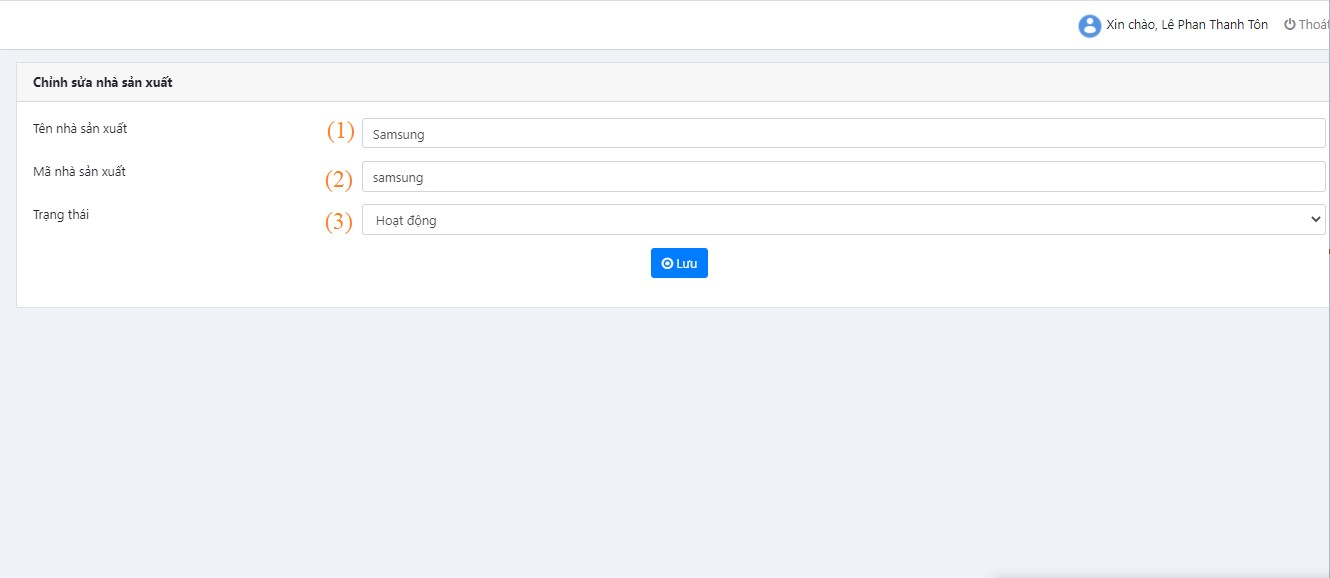 Xin chào, Lê Phan Thanh Tôn Thoát
Chỉnh sửa nhà sản xuất
Tên nhà sản xuất (1) Samsung
Mã nhà sản xuất (2) samsung
Trạng thái (3) Hoạt động
Lưu